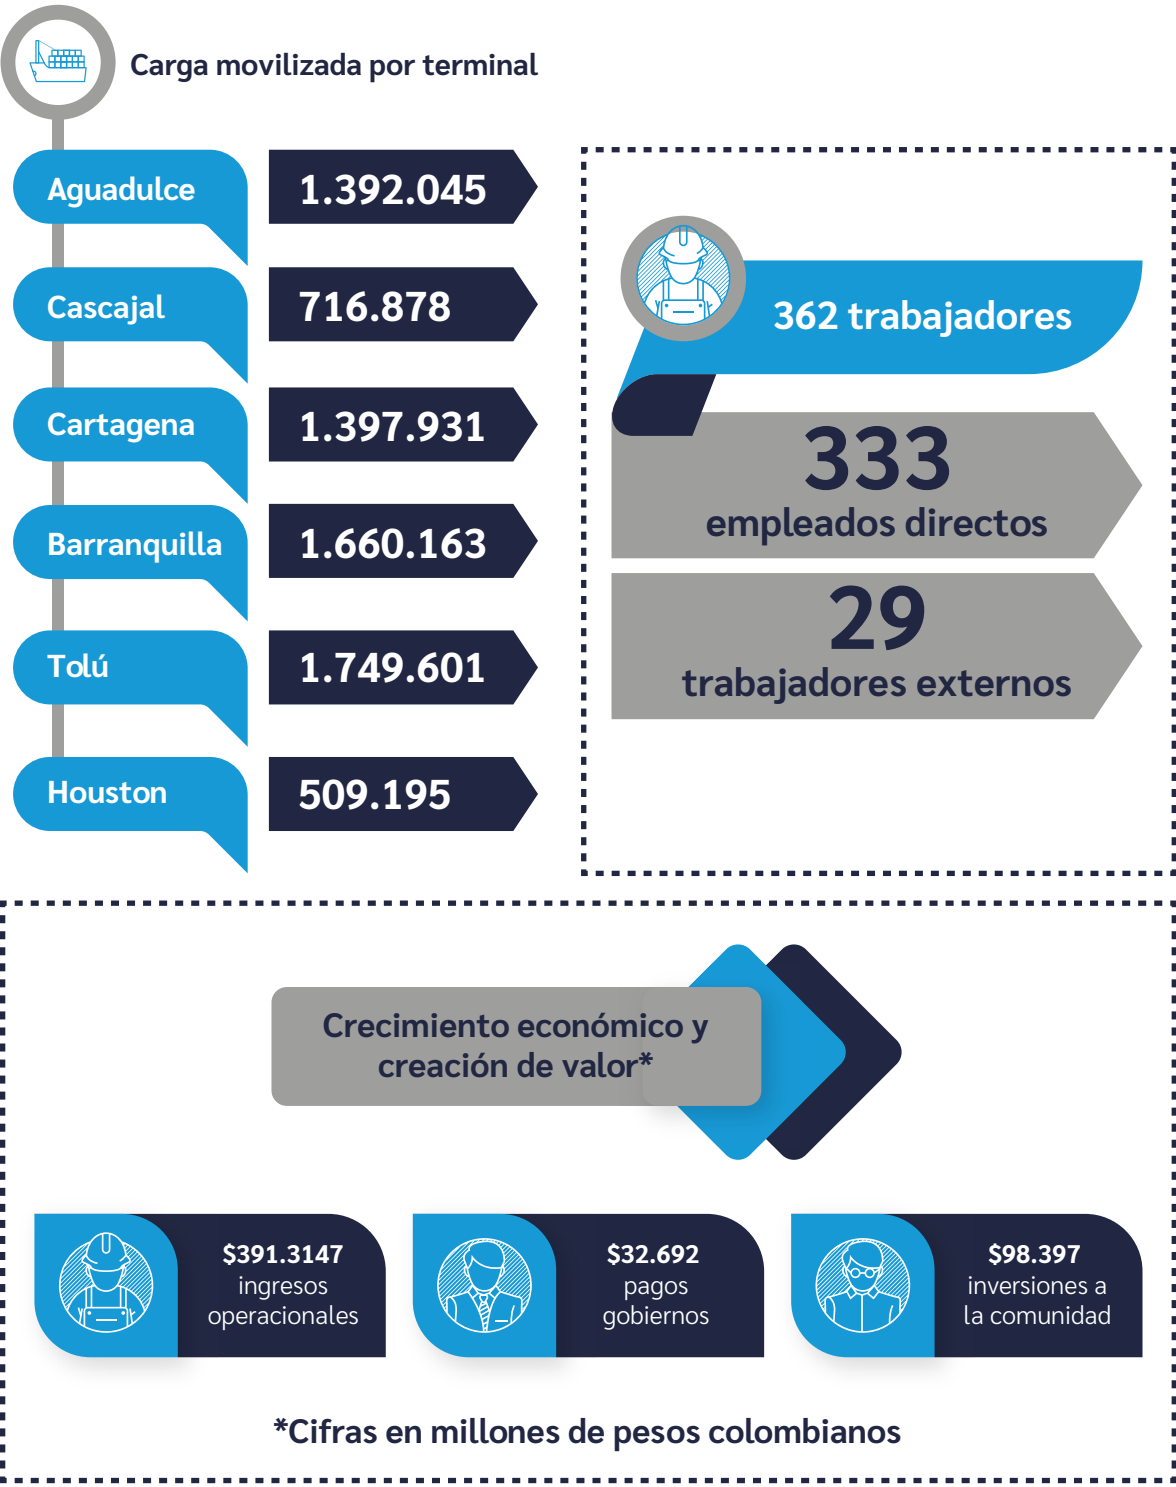 Carga movilizada por terminal
Aguadulce
1.392.045
Cascajal
716.878
Cartagena
1.397.931
Barranquilla
1.660.163
Tolú
1.749.601
Houston
509.195
362 trabajadores
333
empleados directos
29
trabajadores externos
Crecimiento económico y
creación de valor*
$391.3147
ingresos
operacionales
$32.692
pagos
gobiernos
$98.397
inversiones a
la comunidad
*Cifras en millones de pesos colombianos